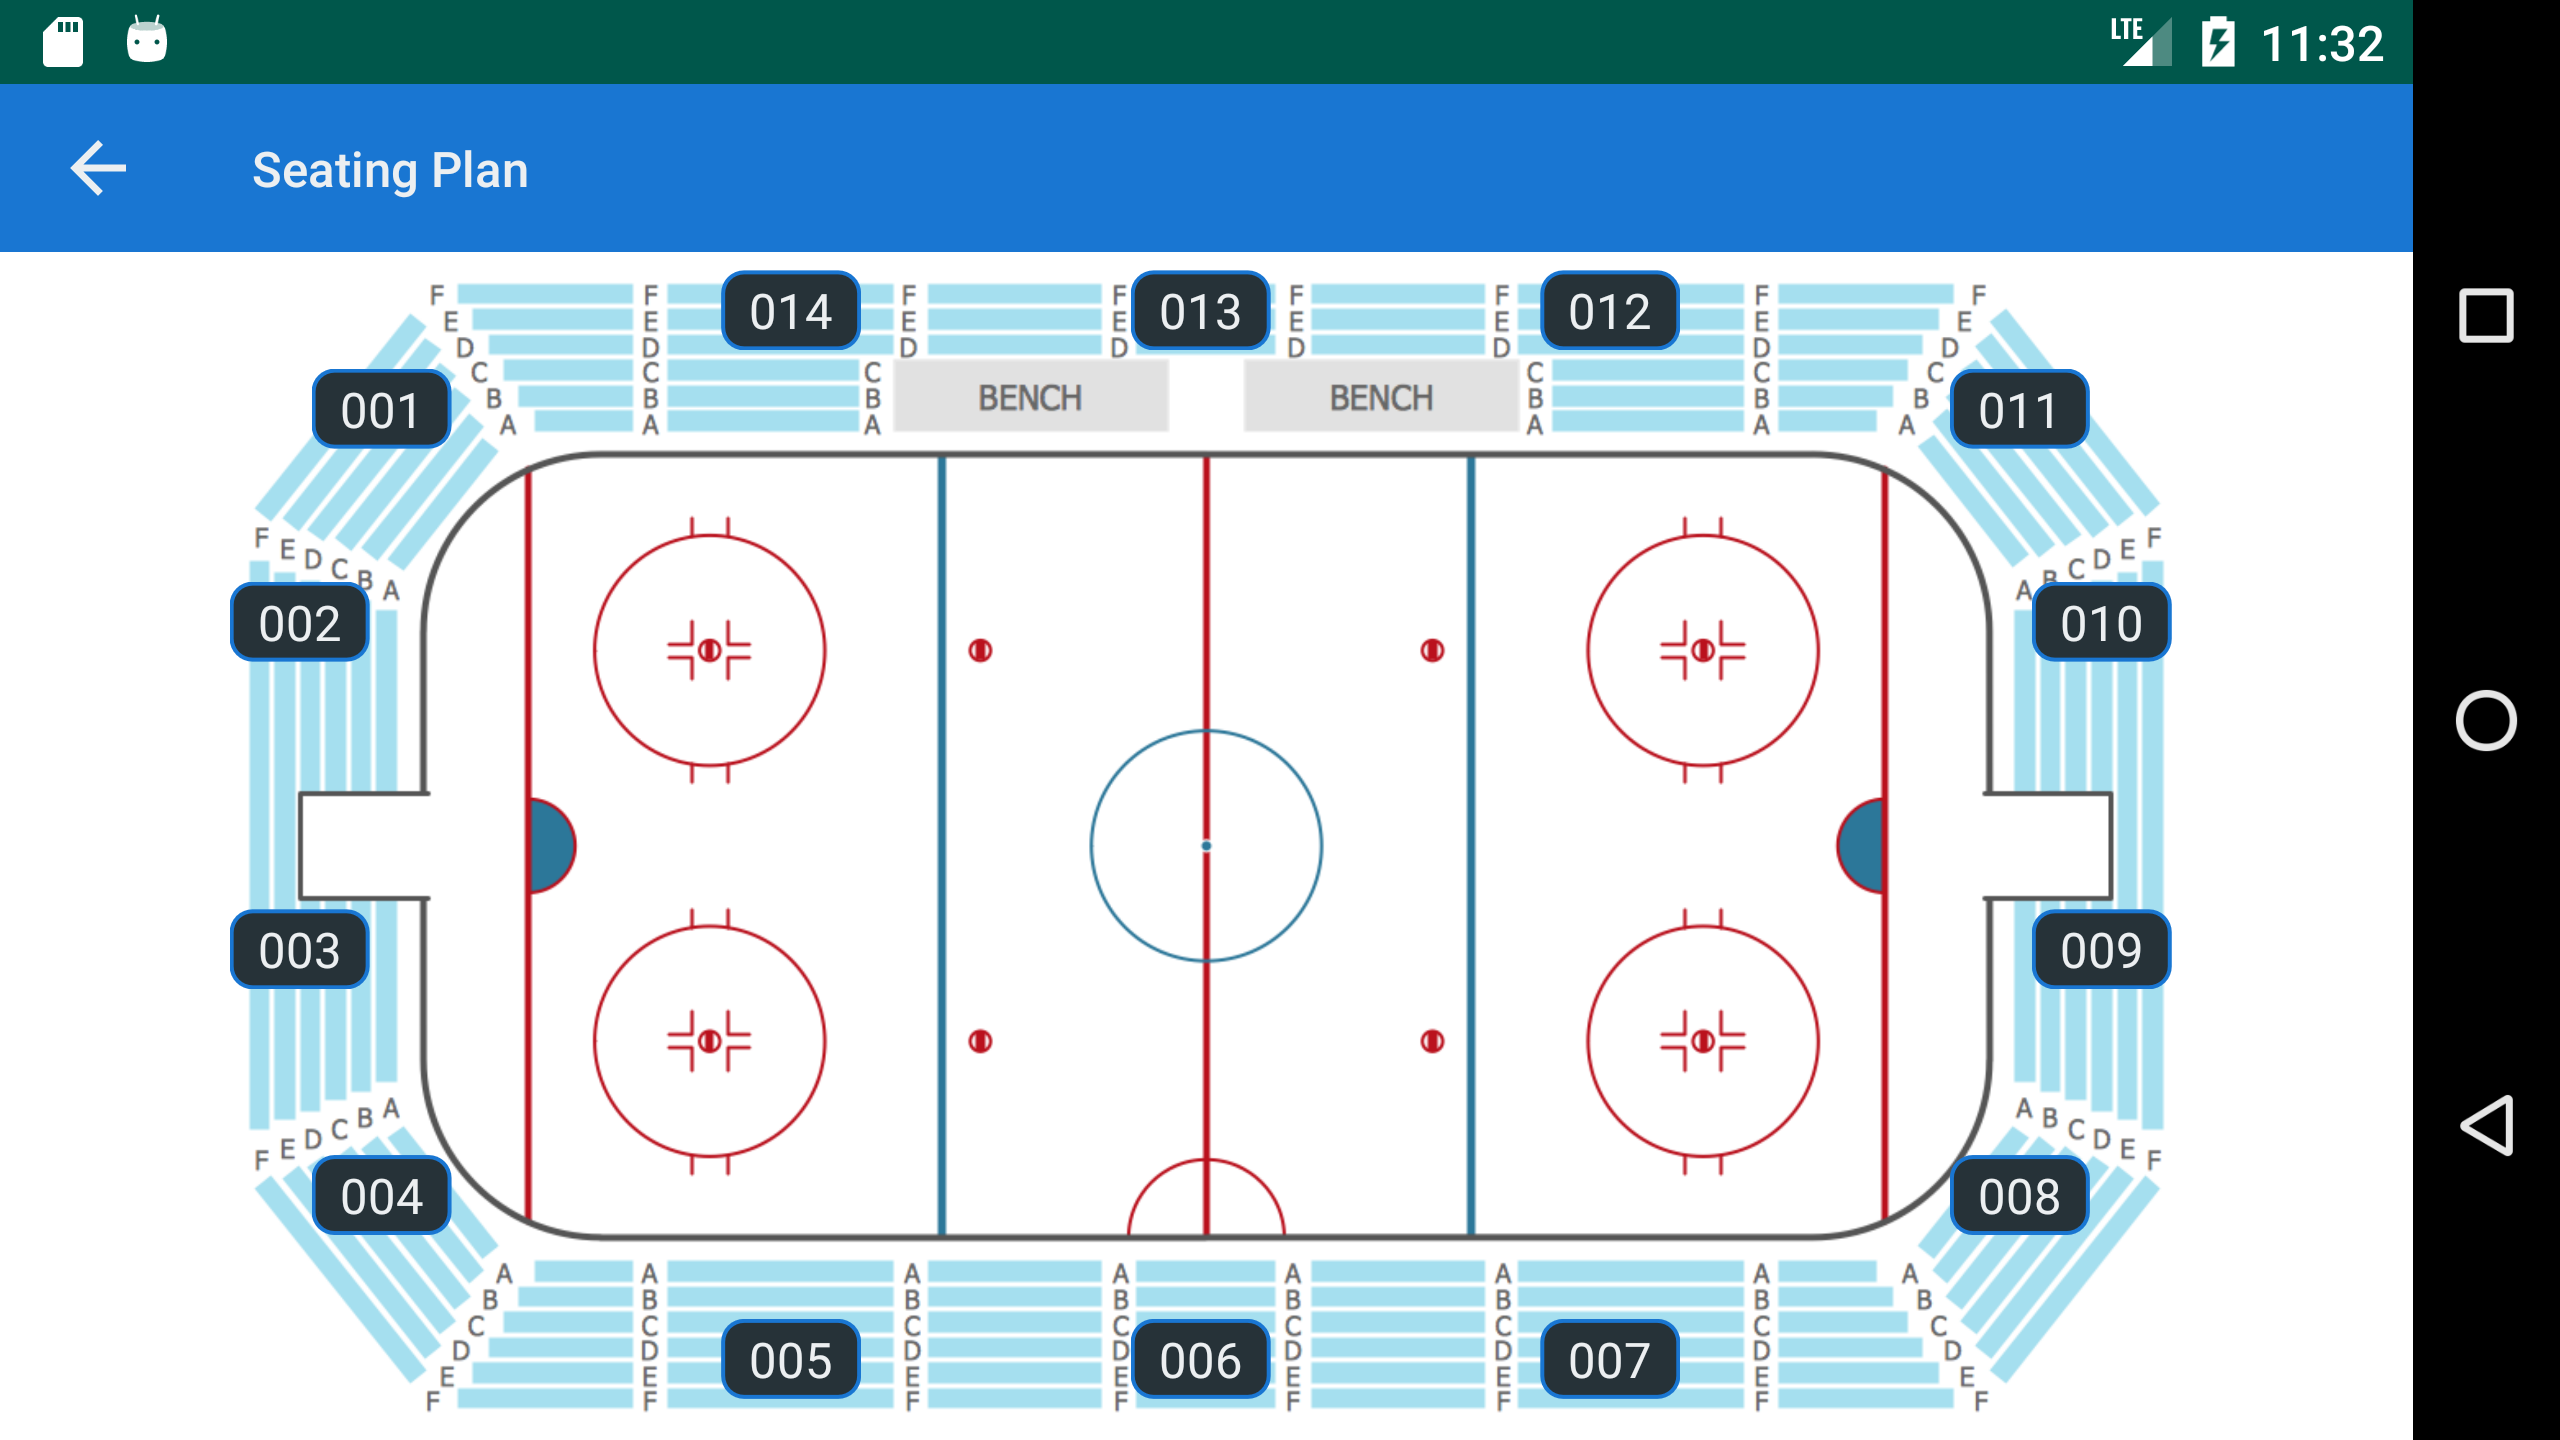 LTE 11:32
Seating Plan
F F 014 F F 013 F F 012 F F
E E E E E E E E
D D D D D D D D
C C C C C C
B B B BENCH BENCH B B B
A A A A A A
001 011
F E D C B A
A B C D E F
002 010
003 009
F E D C B A
A B C D E F
004 008
A A A A A A A A
B B B B B B B B
C C C C C C C C
D D 005 D D 006 D D 007 D D
E E E E E E E E
F F F F F F F F